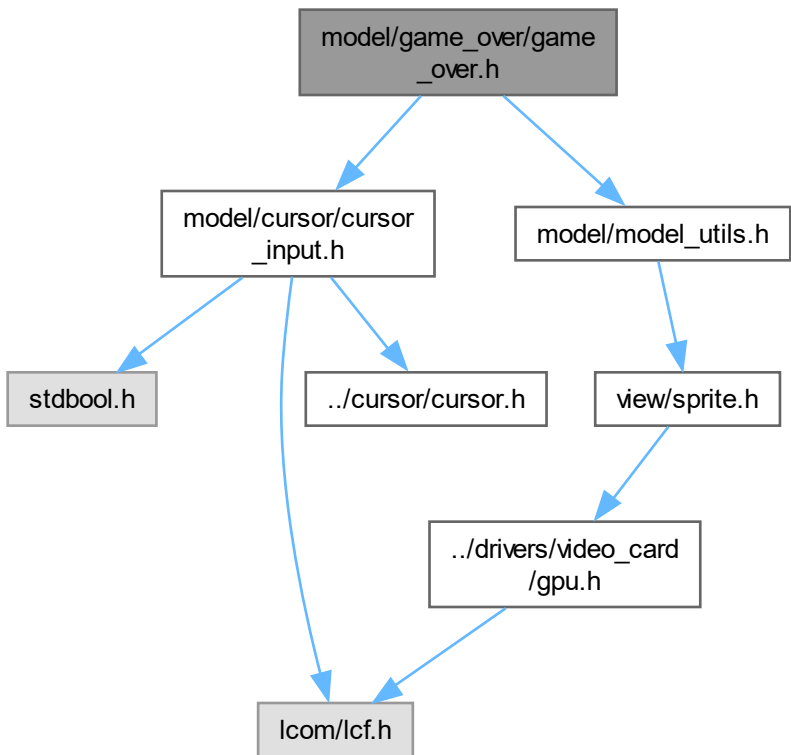 model/game_over/game
_over.h
model/cursor/cursor
_input.h
model/model_utils.h
stdbool.h
../cursor/cursor.h
view/sprite.h
../drivers/video_card
/gpu.h
lcom/lcf.h